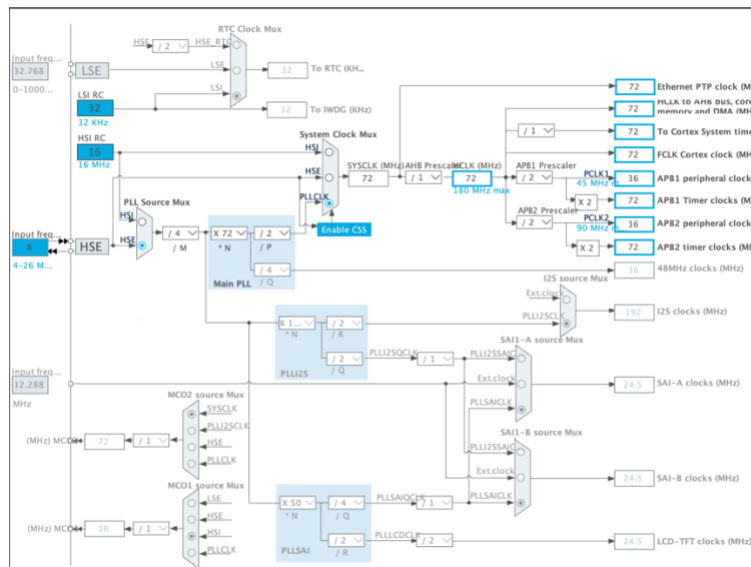 RTC Clock Mux
HSE
/ 2
HSE_RTC
Input freq...
32.768
0-1000...
LSE
LSE
LSI
32
To RTC (KH...
LSI RC
32
32 KHz
32
To IWDG (KHz)
HSI RC
16
16 MHz
System Clock Mux
HSI
HSE
PLLCLK
Enable CSS
SYSCLK (MHz)
72
AHB Prescaler
/ 1
HCLK (MHz)
72
180 MHz max
72
Ethernet PTP clock (M
72
HCLK to AHB bus, cor
memory and DMA (MH
/ 1
72
To Cortex System time
72
FCLK Cortex clock (MH
APB1 Prescaler
/ 2
PCLK1
45 MHz m
36
APB1 peripheral clock
X 2
72
APB1 Timer clocks (M
APB2 Prescaler
/ 2
PCLK2
90 MHz m
36
APB2 peripheral clock
X 2
72
APB2 timer clocks (M
PLL Source Mux
HSI
HSE
Input freq...
8
4-26 M...
HSE
/ 4
/ M
X 72
* N
/ 2
/ P
/ 4
/ Q
Main PLL
36
48MHz clocks (MHz)
I2S source Mux
Ext.clock
PLLI2SCLK
192
I2S clocks (MHz)
X 1...
* N
/ 2
/ R
/ 2
/ Q
PLLI2S
PLLI2SQCLK
/ 1
SAI1-A source Mux
PLLI2SSAIC
Ext.clock
PLLSAICLK
24.5
SAI-A clocks (MHz)
Input freq...
12.288
MHz
MCO2 source Mux
SYSCLK
PLLI2SCLK
HSE
PLLCLK
(MHz) MCO2
72
/ 1
SAI1-B source Mux
PLLI2SSAIC
Ext.clock
PLLSAICLK
24.5
SAI-B clocks (MHz)
MCO1 source Mux
LSE
HSE
HSI
PLLCLK
(MHz) MCO1
16
/ 1
X 50
* N
/ 4
/ Q
PLLSAIQCLK
/ 1
/ 2
/ R
PLLSAI
PLLLCDCLK
/ 2
24.5
LCD-TFT clocks (MHz)